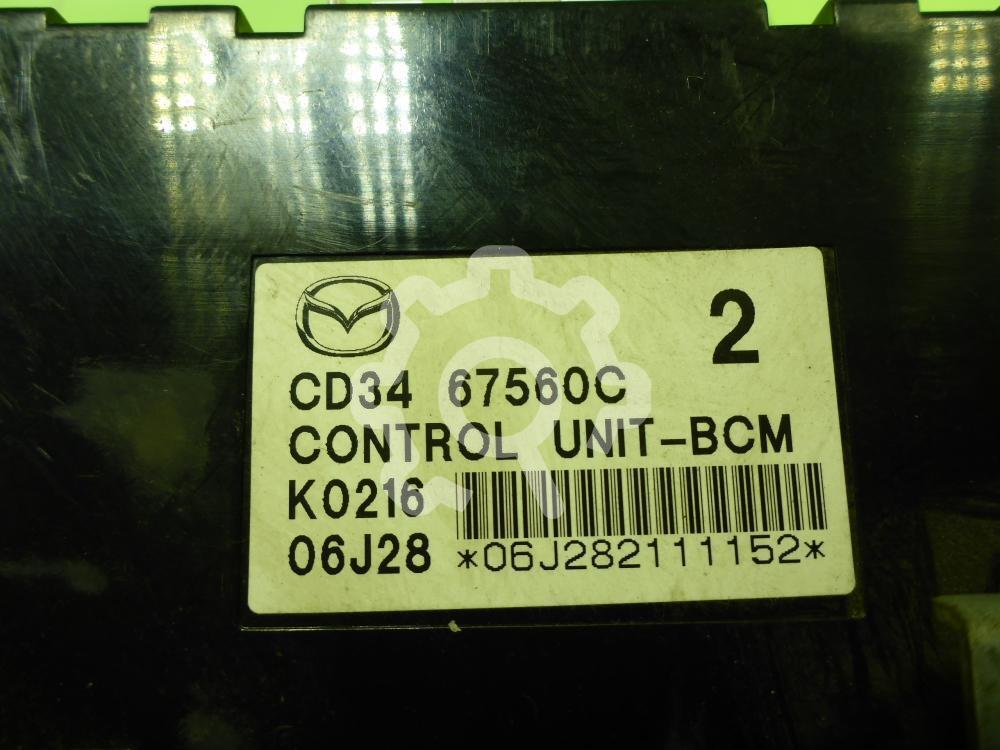 2
CD34 67560C
CONTROL UNIT-BCM
K0216
06J28 *06J282111152*